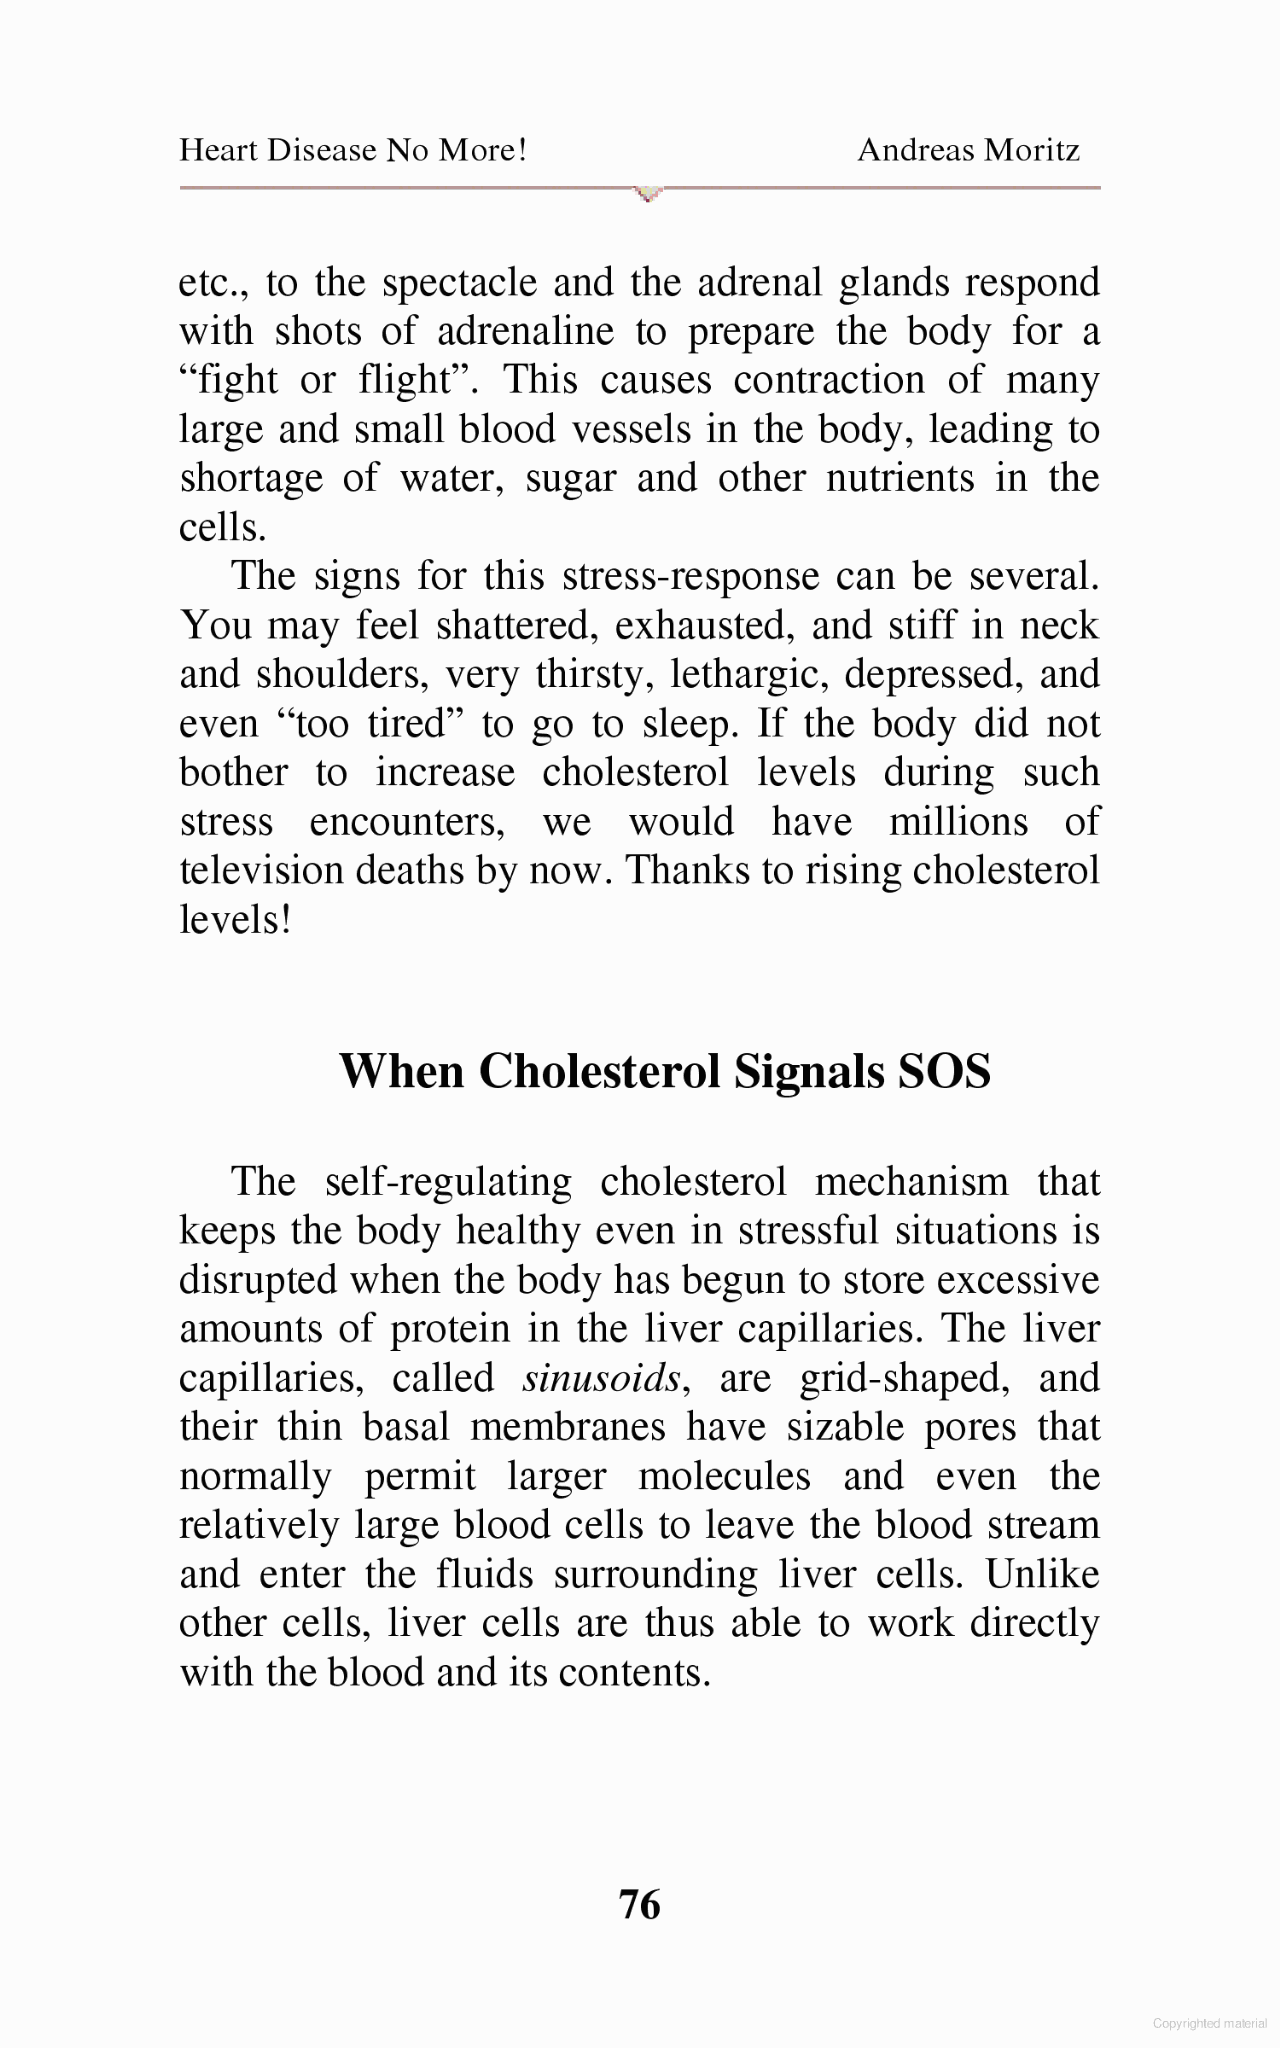 Heart Disease No More! Andreas Moritz
etc., to the spectacle and the adrenal glands respond
with shots of adrenaline to prepare the body for a
“fight or flight”. This causes contraction of many
large and small blood vessels in the body, leading to
shortage of water, sugar and other nutrients in the
cells.
The signs for this stress-response can be several.
You may feel shattered, exhausted, and stiff in neck
and shoulders, very thirsty, lethargic, depressed, and
even “too tired” to go to sleep. If the body did not
bother to increase cholesterol levels during such
stress encounters, we would have millions of
television deaths by now. Thanks to rising cholesterol
levels!
When Cholesterol Signals SOS
The self-regulating cholesterol mechanism that
keeps the body healthy even in stressful situations is
disrupted when the body has begun to store excessive
amounts of protein in the liver capillaries. The liver
capillaries, called sinusoids, are grid-shaped, and
their thin basal membranes have sizable pores that
normally permit larger molecules and even the
relatively large blood cells to leave the blood stream
and enter the fluids surrounding liver cells. Unlike
other cells, liver cells are thus able to work directly
with the blood and its contents.
76
Copyrighted material